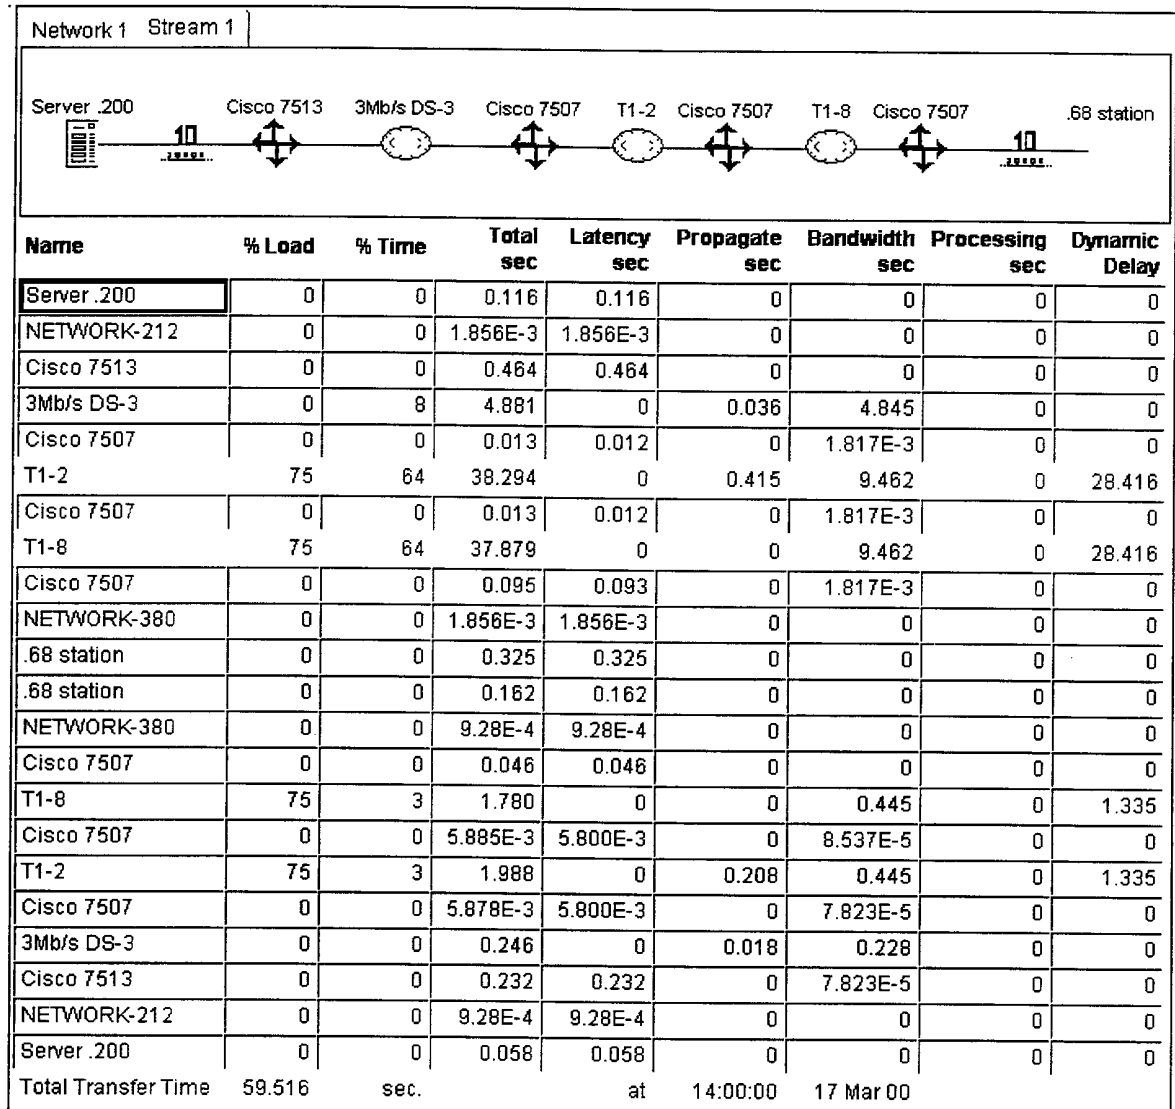 Network 1 Stream 1
Server .200 Cisco 7513 3Mb/s DS-3 Cisco 7507 T1-2 Cisco 7507 T1-8 Cisco 7507 .68 station
10 10
Name % Load % Time Total sec Latency sec Propagate sec Bandwidth sec Processing sec Dynamic Delay
Server .200 0 0 0.116 0.116 0 0 0 0
NETWORK-212 0 0 1.856E-3 1.856E-3 0 0 0 0
Cisco 7513 0 0 0.464 0.464 0 0 0 0
3Mb/s DS-3 0 8 4.881 0 0.036 4.845 0 0
Cisco 7507 0 0 0.013 0.012 0 1.817E-3 0 0
T1-2 75 64 38.294 0 0.415 9.462 0 28.416
Cisco 7507 0 0 0.013 0.012 0 1.817E-3 0 0
T1-8 75 64 37.879 0 0 9.462 0 28.416
Cisco 7507 0 0 0.095 0.093 0 1.817E-3 0 0
NETWORK-380 0 0 1.856E-3 1.856E-3 0 0 0 0
.68 station 0 0 0.325 0.325 0 0 0 0
.68 station 0 0 0.162 0.162 0 0 0 0
NETWORK-380 0 0 9.28E-4 9.28E-4 0 0 0 0
Cisco 7507 0 0 0.046 0.046 0 0 0 0
T1-8 75 3 1.780 0 0 0.445 0 1.335
Cisco 7507 0 0 5.885E-3 5.800E-3 0 8.537E-5 0 0
T1-2 75 3 1.988 0 0.208 0.445 0 1.335
Cisco 7507 0 0 5.878E-3 5.800E-3 0 7.823E-5 0 0
3Mb/s DS-3 0 0 0.246 0 0.018 0.228 0 0
Cisco 7513 0 0 0.232 0.232 0 7.823E-5 0 0
NETWORK-212 0 0 9.28E-4 9.28E-4 0 0 0 0
Server .200 0 0 0.058 0.058 0 0 0 0
Total Transfer Time 59.516 sec. at 14:00:00 17 Mar 00